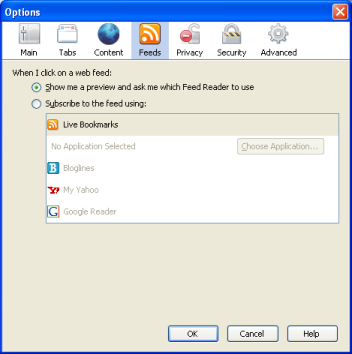 Options
Main Tabs Content Feeds Privacy Security Advanced
When I click on a web feed:
Show me a preview and ask me which Feed Reader to use
Subscribe to the feed using:
Live Bookmarks
No Application Selected Choose Application...
Bloglines
My Yahoo
Google Reader
OK Cancel Help